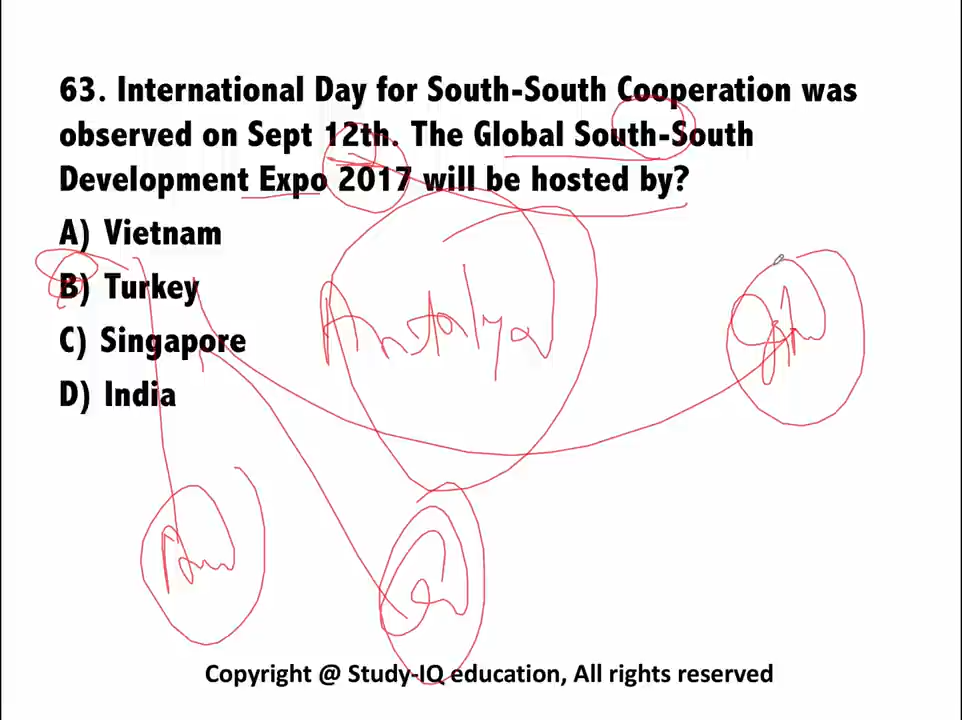 63. International Day for South-South Cooperation was
observed on Sept 12th. The Global South-South
Development Expo 2017 will be hosted by?
A) Vietnam
B) Turkey
Antalya
C) Singapore
D) India
Copyright @ Study-IQ education, All rights reserved